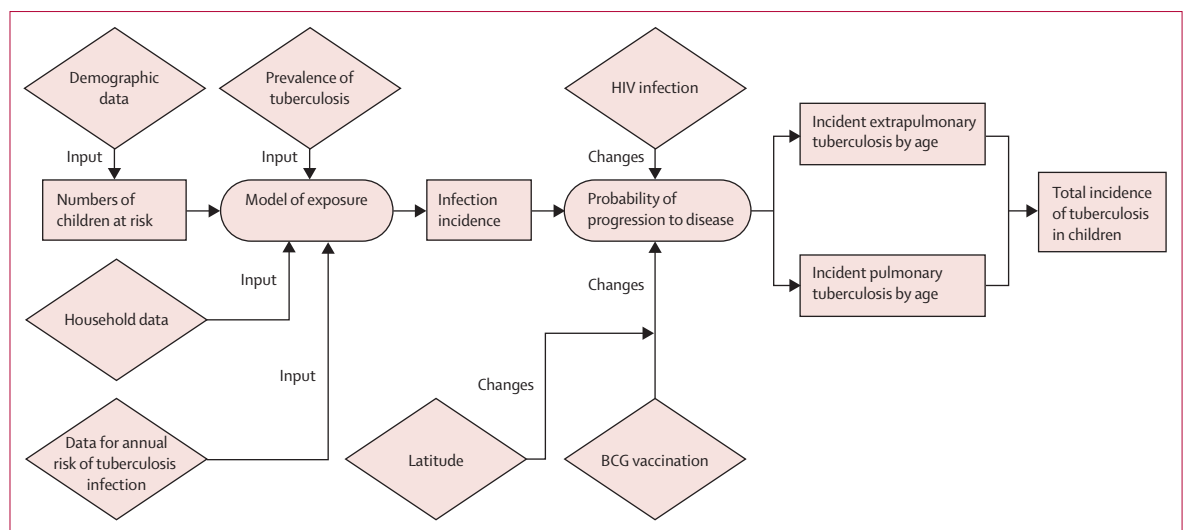 Demographic
data
Prevalence of
tuberculosis
HIV infection
Input
Input
Changes
Incident extrapulmonary
tuberculosis by age
Numbers of
children at risk
Model of exposure
Infection
incidence
Probability of
progression to disease
Total incidence
of tuberculosis
in children
Input
Changes
Incident pulmonary
tuberculosis by age
Household data
Input
Changes
Data for annual
risk of tuberculosis
infection
Latitude
BCG vaccination